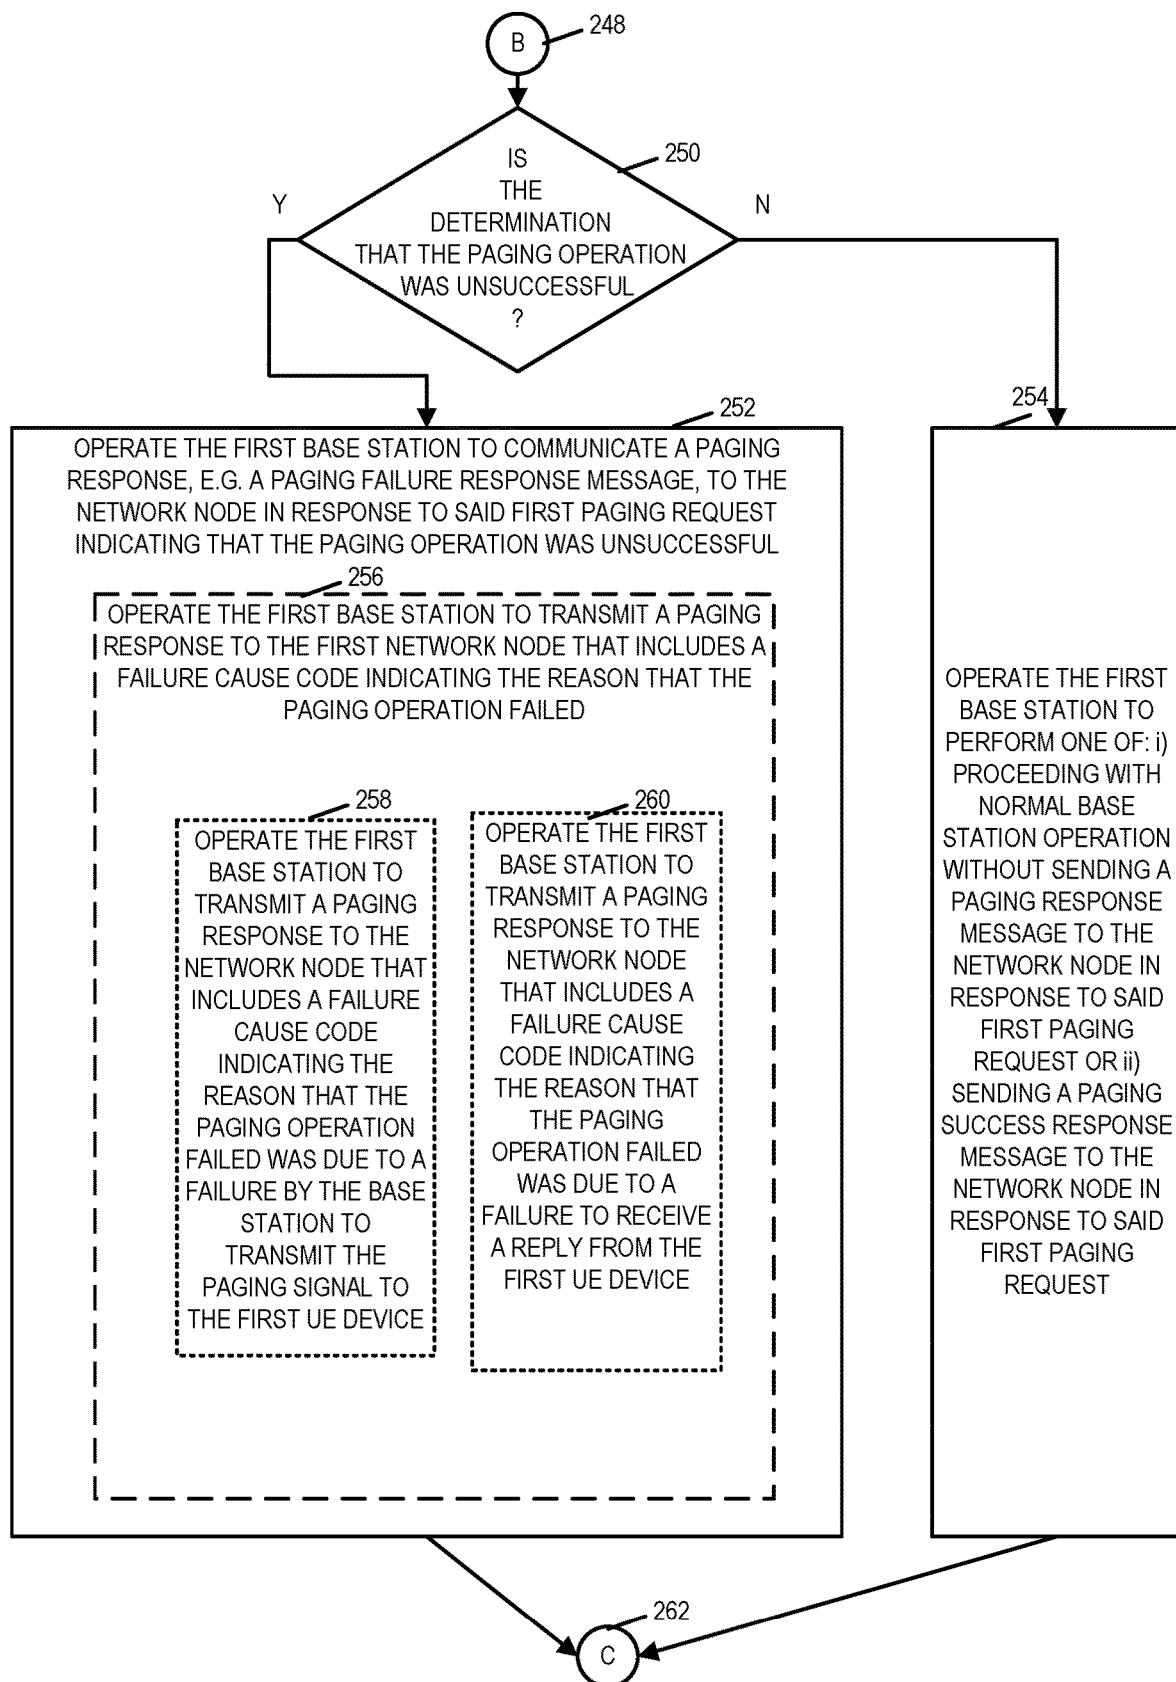 B
248
250
IS
THE
DETERMINATION
THAT THE PAGING OPERATION
WAS UNSUCCESSFUL
?
Y
N
252
OPERATE THE FIRST BASE STATION TO COMMUNICATE A PAGING
RESPONSE, E.G. A PAGING FAILURE RESPONSE MESSAGE, TO THE
NETWORK NODE IN RESPONSE TO SAID FIRST PAGING REQUEST
INDICATING THAT THE PAGING OPERATION WAS UNSUCCESSFUL
256
OPERATE THE FIRST BASE STATION TO TRANSMIT A PAGING
RESPONSE TO THE FIRST NETWORK NODE THAT INCLUDES A
FAILURE CAUSE CODE INDICATING THE REASON THAT THE
PAGING OPERATION FAILED
258
OPERATE THE FIRST
BASE STATION TO
TRANSMIT A PAGING
RESPONSE TO THE
NETWORK NODE THAT
INCLUDES A FAILURE
CAUSE CODE
INDICATING THE
REASON THAT THE
PAGING OPERATION
FAILED WAS DUE TO A
FAILURE BY THE BASE
STATION TO
TRANSMIT THE
PAGING SIGNAL TO
THE FIRST UE DEVICE
260
OPERATE THE FIRST
BASE STATION TO
TRANSMIT A PAGING
RESPONSE TO THE
NETWORK NODE
THAT INCLUDES A
FAILURE CAUSE
CODE INDICATING
THE REASON THAT
THE PAGING
OPERATION FAILED
WAS DUE TO A
FAILURE TO RECEIVE
A REPLY FROM THE
FIRST UE DEVICE
254
OPERATE THE FIRST
BASE STATION TO
PERFORM ONE OF: i)
PROCEEDING WITH
NORMAL BASE
STATION OPERATION
WITHOUT SENDING A
PAGING RESPONSE
MESSAGE TO THE
NETWORK NODE IN
RESPONSE TO SAID
FIRST PAGING
REQUEST OR ii)
SENDING A PAGING
SUCCESS RESPONSE
MESSAGE TO THE
NETWORK NODE IN
RESPONSE TO SAID
FIRST PAGING
REQUEST
262
C